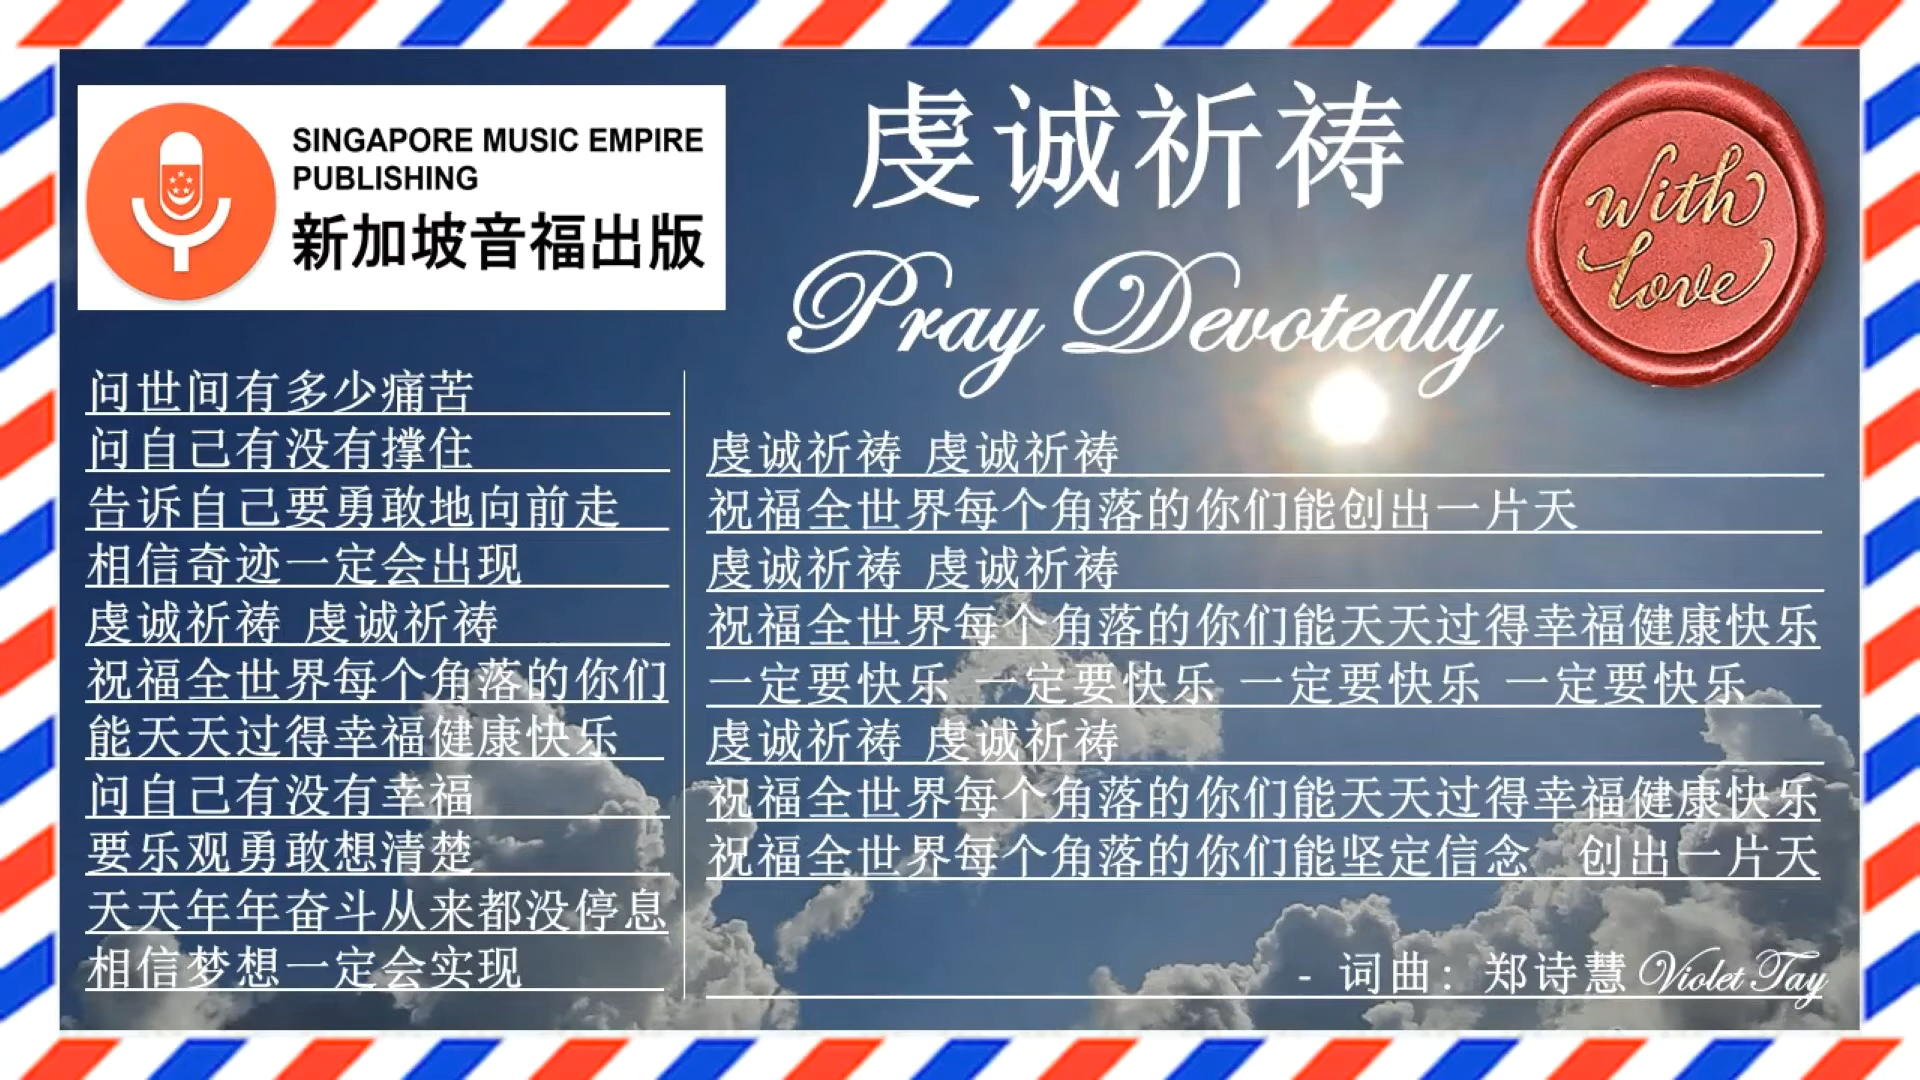 SINGAPORE MUSIC EMPIRE
PUBLISHING
新加坡音福出版
虔诚祈祷
Pray Devotedly
With
Love
问世间有多少痛苦
问自己有没有撑住
告诉自己要勇敢地向前走
相信奇迹一定会出现
虔诚祈祷 虔诚祈祷
祝福全世界每个角落的你们
能天天过得幸福健康快乐
问自己有没有幸福
要乐观勇敢想清楚
天天年年奋斗从来都没停息
相信梦想一定会实现
虔诚祈祷 虔诚祈祷
祝福全世界每个角落的你们能创出一片天
虔诚祈祷 虔诚祈祷
祝福全世界每个角落的你们能天天过得幸福健康快乐
一定要快乐 一定要快乐 一定要快乐 一定要快乐
虔诚祈祷 虔诚祈祷
祝福全世界每个角落的你们能天天过得幸福健康快乐
祝福全世界每个角落的你们能坚定信念 创出一片天
- 词曲：郑诗慧 Violet Tay